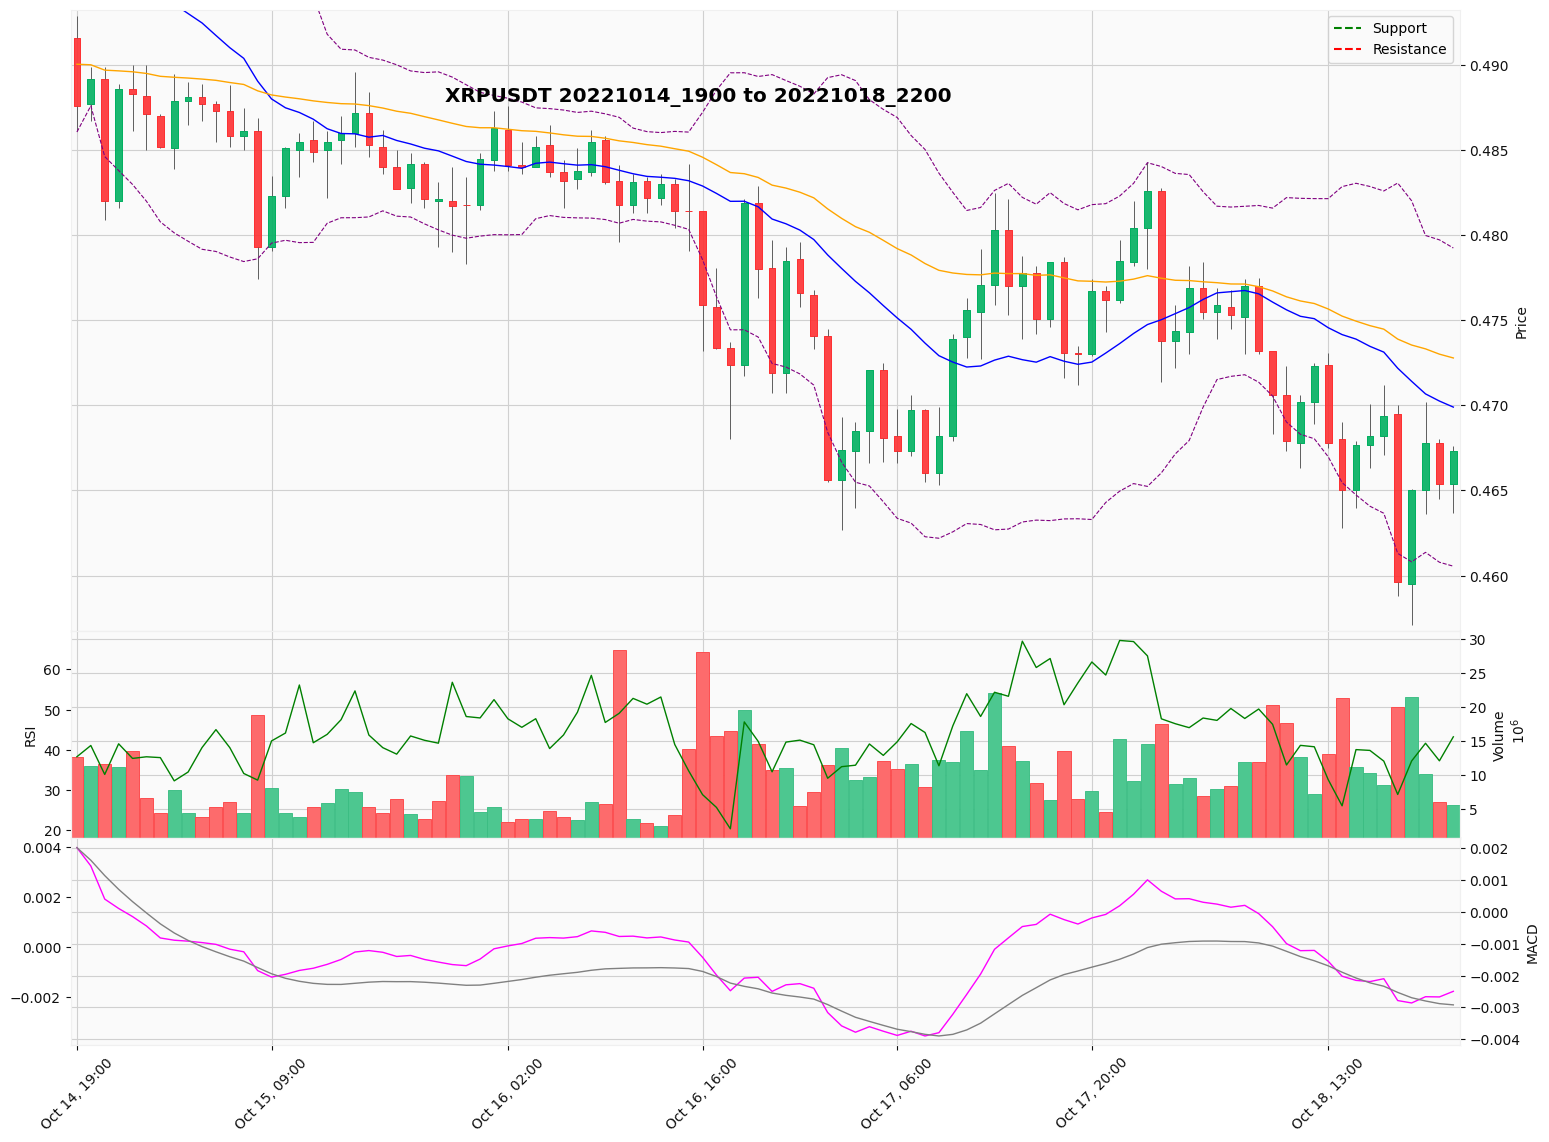 XRPUSDT 20221014_1900 to 20221018_2200
Support
Resistance
0.490
0.485
0.480
0.475
0.470
0.465
0.460
Price
RSI
60
50
40
30
20
30
25
20
15
10
5
Volume
10^6
0.004
0.002
0.000
−0.002
0.002
0.001
0.000
−0.001
−0.002
−0.003
−0.004
MACD
Oct 14, 19:00
Oct 15, 09:00
Oct 16, 02:00
Oct 16, 16:00
Oct 17, 06:00
Oct 17, 20:00
Oct 18, 13:00